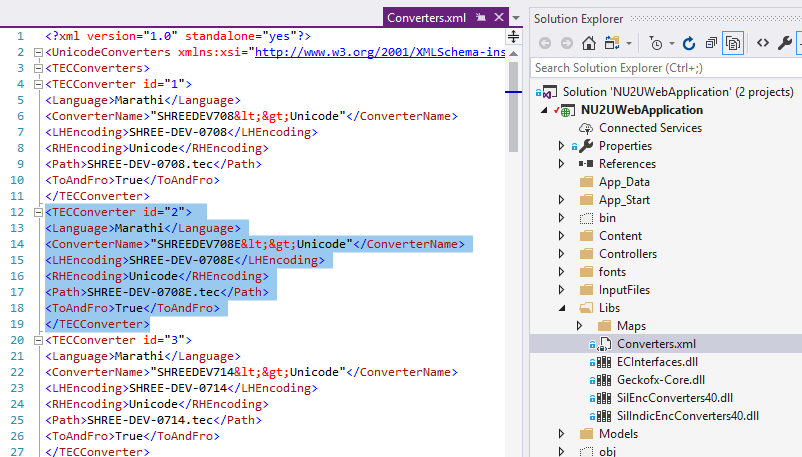 Converters.xml
1 <?xml version="1.0" standalone="yes"?>
2 <UnicodeConverters xmlns:xsi="http://www.w3.org/2001/XMLSchema-ins
3 <TECConverters>
4 <TECConverter id="1">
5 <Language>Marathi</Language>
6 <ConverterName>"SHREEDEV708&lt;&gt;Unicode"</ConverterName>
7 <LHEncoding>SHREE-DEV-0708</LHEncoding>
8 <RHEncoding>Unicode</RHEncoding>
9 <Path>SHREE-DEV-0708.tec</Path>
10 <ToAndFro>True</ToAndFro>
11 </TECConverter>
12 <TECConverter id="2">
13 <Language>Marathi</Language>
14 <ConverterName>"SHREEDEV708E&lt;&gt;Unicode"</ConverterName>
15 <LHEncoding>SHREE-DEV-0708E</LHEncoding>
16 <RHEncoding>Unicode</RHEncoding>
17 <Path>SHREE-DEV-0708E.tec</Path>
18 <ToAndFro>True</ToAndFro>
19 </TECConverter>
20 <TECConverter id="3">
21 <Language>Marathi</Language>
22 <ConverterName>"SHREEDEV714&lt;&gt;Unicode"</ConverterName>
23 <LHEncoding>SHREE-DEV-0714</LHEncoding>
24 <RHEncoding>Unicode</RHEncoding>
25 <Path>SHREE-DEV-0714.tec</Path>
26 <ToAndFro>True</ToAndFro>
27 </TECConverter>
Solution Explorer
Search Solution Explorer (Ctrl+;)
Solution 'NU2UWebApplication' (2 projects)
NU2UWebApplication
Connected Services
Properties
References
App_Data
App_Start
bin
Content
Controllers
fonts
InputFiles
Libs
Maps
Converters.xml
ECInterfaces.dll
Geckofx-Core.dll
SilEncConverters40.dll
SilIndicEncConverters40.dll
Models
obj